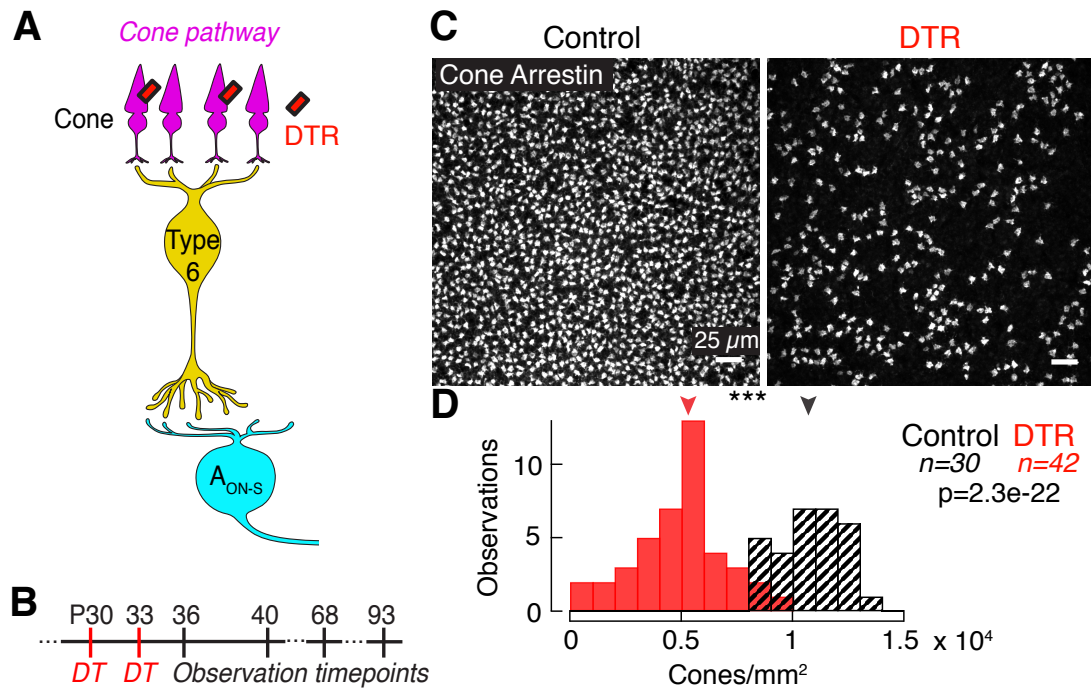 A
Cone pathway
Cone
DTR
Type
6
A_ON-S
B
P30 33 36 40 68 93
DT DT Observation timepoints
C
Control DTR
Cone Arrestin
25 µm
D
***
Control DTR
n=30 n=42
p=2.3e-22
Observations
10
5
0
0 0.5 1 1.5 x 10⁴
Cones/mm²